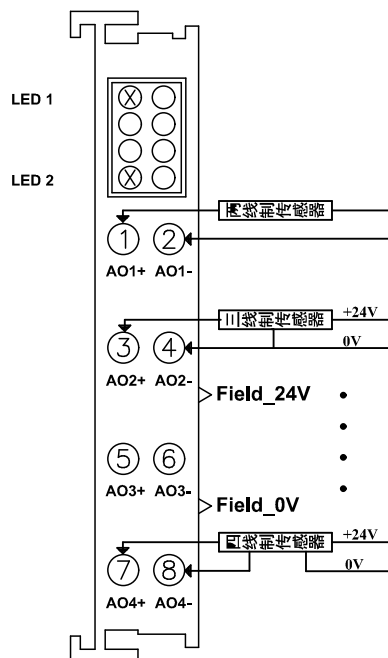 LED 1
LED 2
两线制传感器
① ②
AO1+ AO1-
三线制传感器 +24V
③ ④ 0V
AO2+ AO2-
Field_24V
⑤ ⑥
AO3+ AO3-
Field_0V
四线制传感器 +24V
⑦ ⑧ 0V
AO4+ AO4-